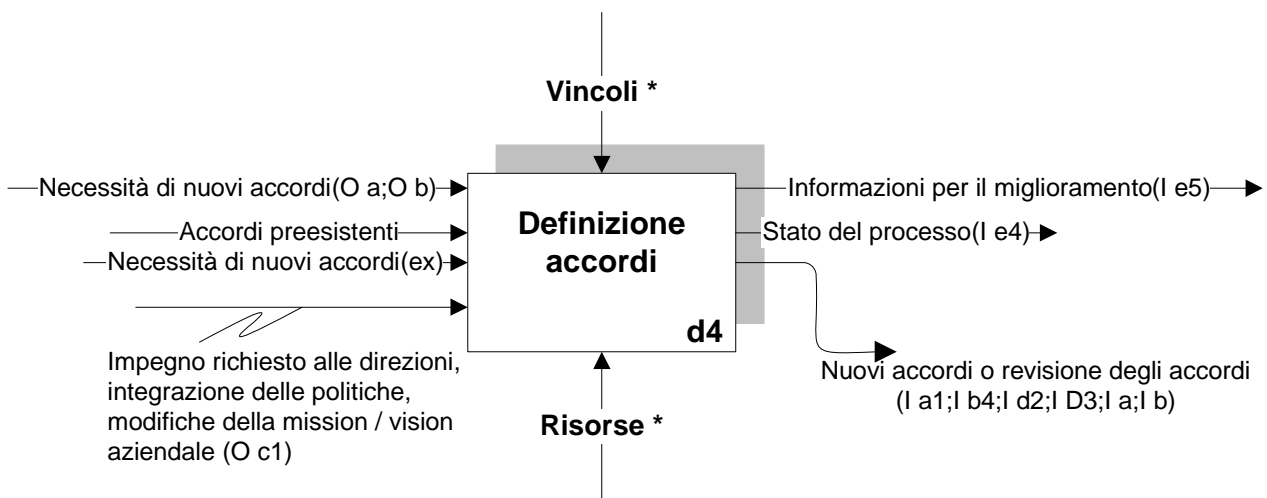 Vincoli *
Necessità di nuovi accordi(O a;O b)
Accordi preesistenti
Necessità di nuovi accordi(ex)
Impegno richiesto alle direzioni,
integrazione delle politiche,
modifiche della mission / vision
aziendale (O c1)
Definizione
accordi
d4
Informazioni per il miglioramento(I e5)
Stato del processo(I e4)
Nuovi accordi o revisione degli accordi
(I a1;I b4;I d2;I D3;I a;I b)
Risorse *